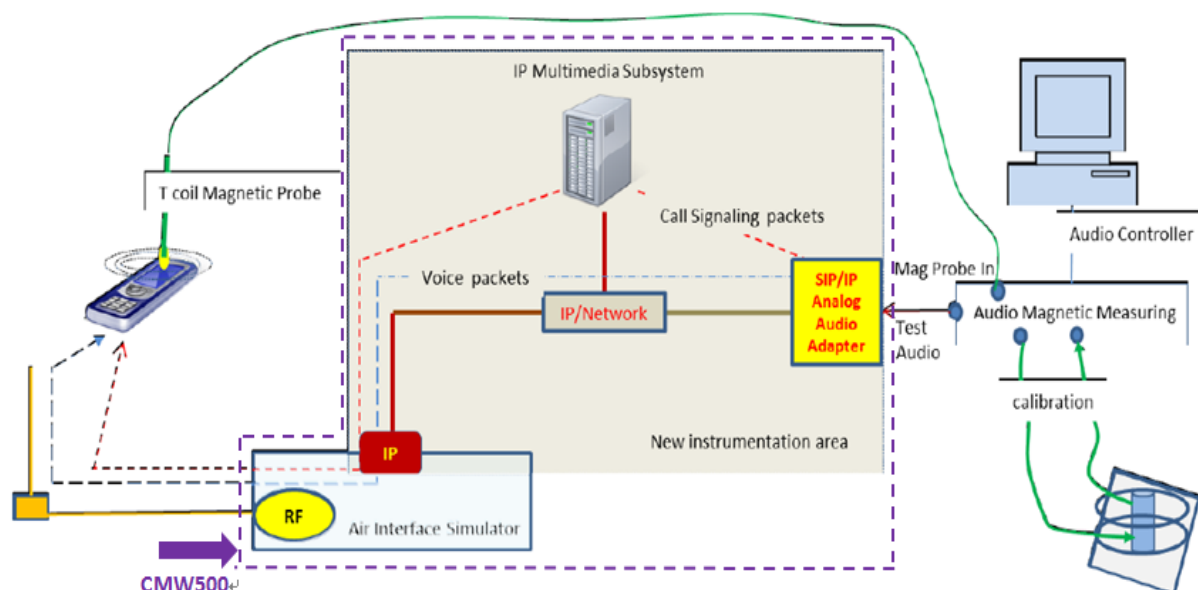 IP Multimedia Subsystem
T coil Magnetic Probe
Call Signaling packets
Audio Controller
Mag Probe In
Voice packets
SIP/IP
Analog
Audio
Adapter
IP/Network
Audio Magnetic Measuring
Test
Audio
calibration
New instrumentation area
IP
RF
Air Interface Simulator
CMW500